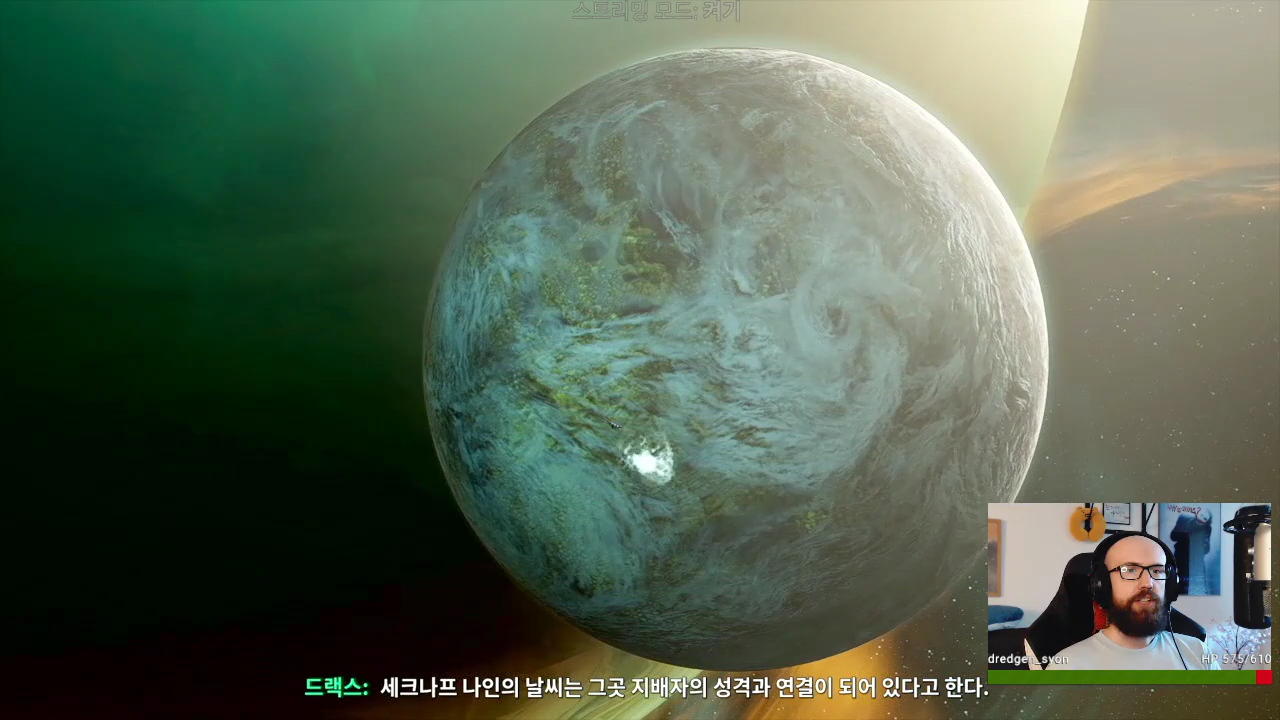 스트리밍 모드: 켜기
dredgen_syon
HP 575/610
드랙스: 세크나프 나인의 날씨는 그곳 지배자의 성격과 연결이 되어 있다고 한다.